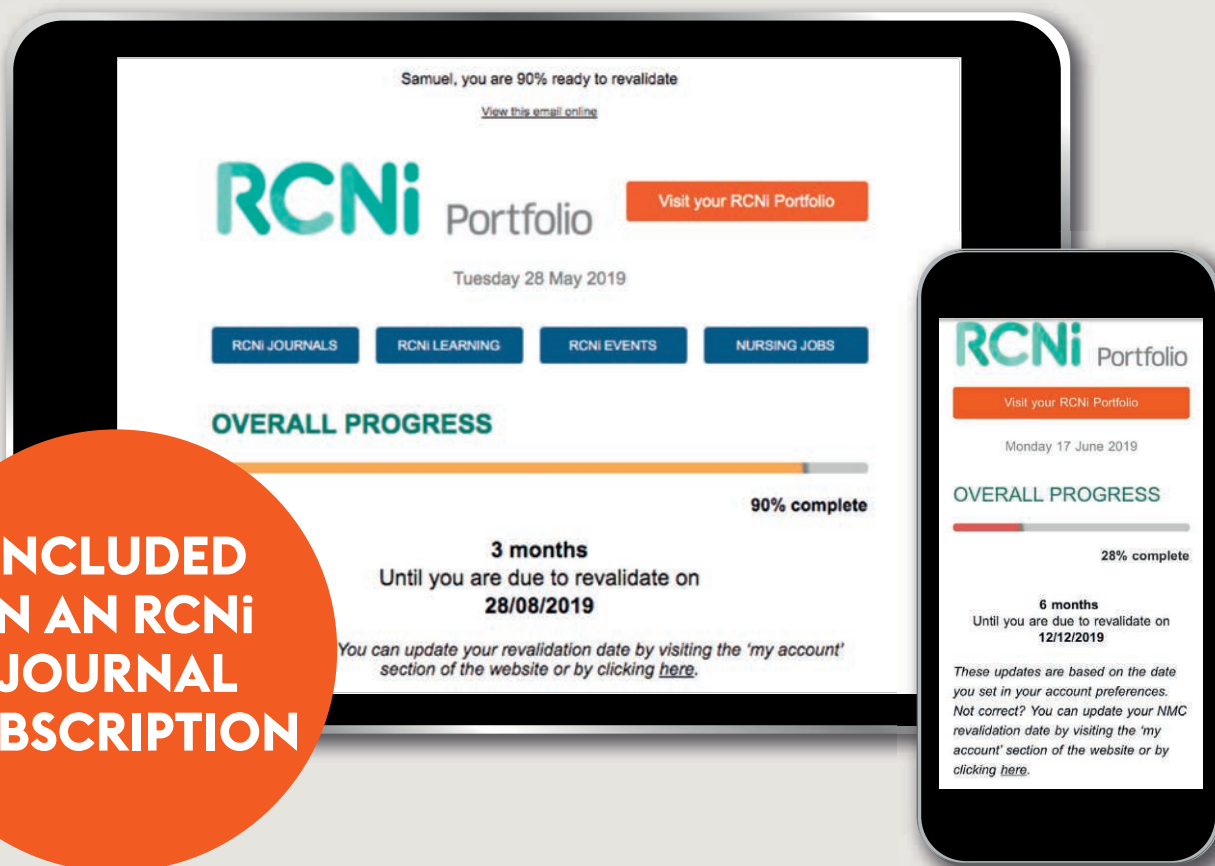 Samuel, you are 90% ready to revalidate
View this email online
RCNi Portfolio
Visit your RCNi Portfolio
Tuesday 28 May 2019
RCNi JOURNALS
RCNi LEARNING
RCNi EVENTS
NURSING JOBS
OVERALL PROGRESS
90% complete
3 months
Until you are due to revalidate on
28/08/2019
You can update your revalidation date by visiting the ‘my account’
section of the website or by clicking here.
NCLUDED
N AN RCNi
JOURNAL
BSCRIPTION
RCNi Portfolio
Visit your RCNi Portfolio
Monday 17 June 2019
OVERALL PROGRESS
28% complete
6 months
Until you are due to revalidate on
12/12/2019
These updates are based on the date
you set in your account preferences.
Not correct? You can update your NMC
revalidation date by visiting the ‘my
account’ section of the website or by
clicking here.